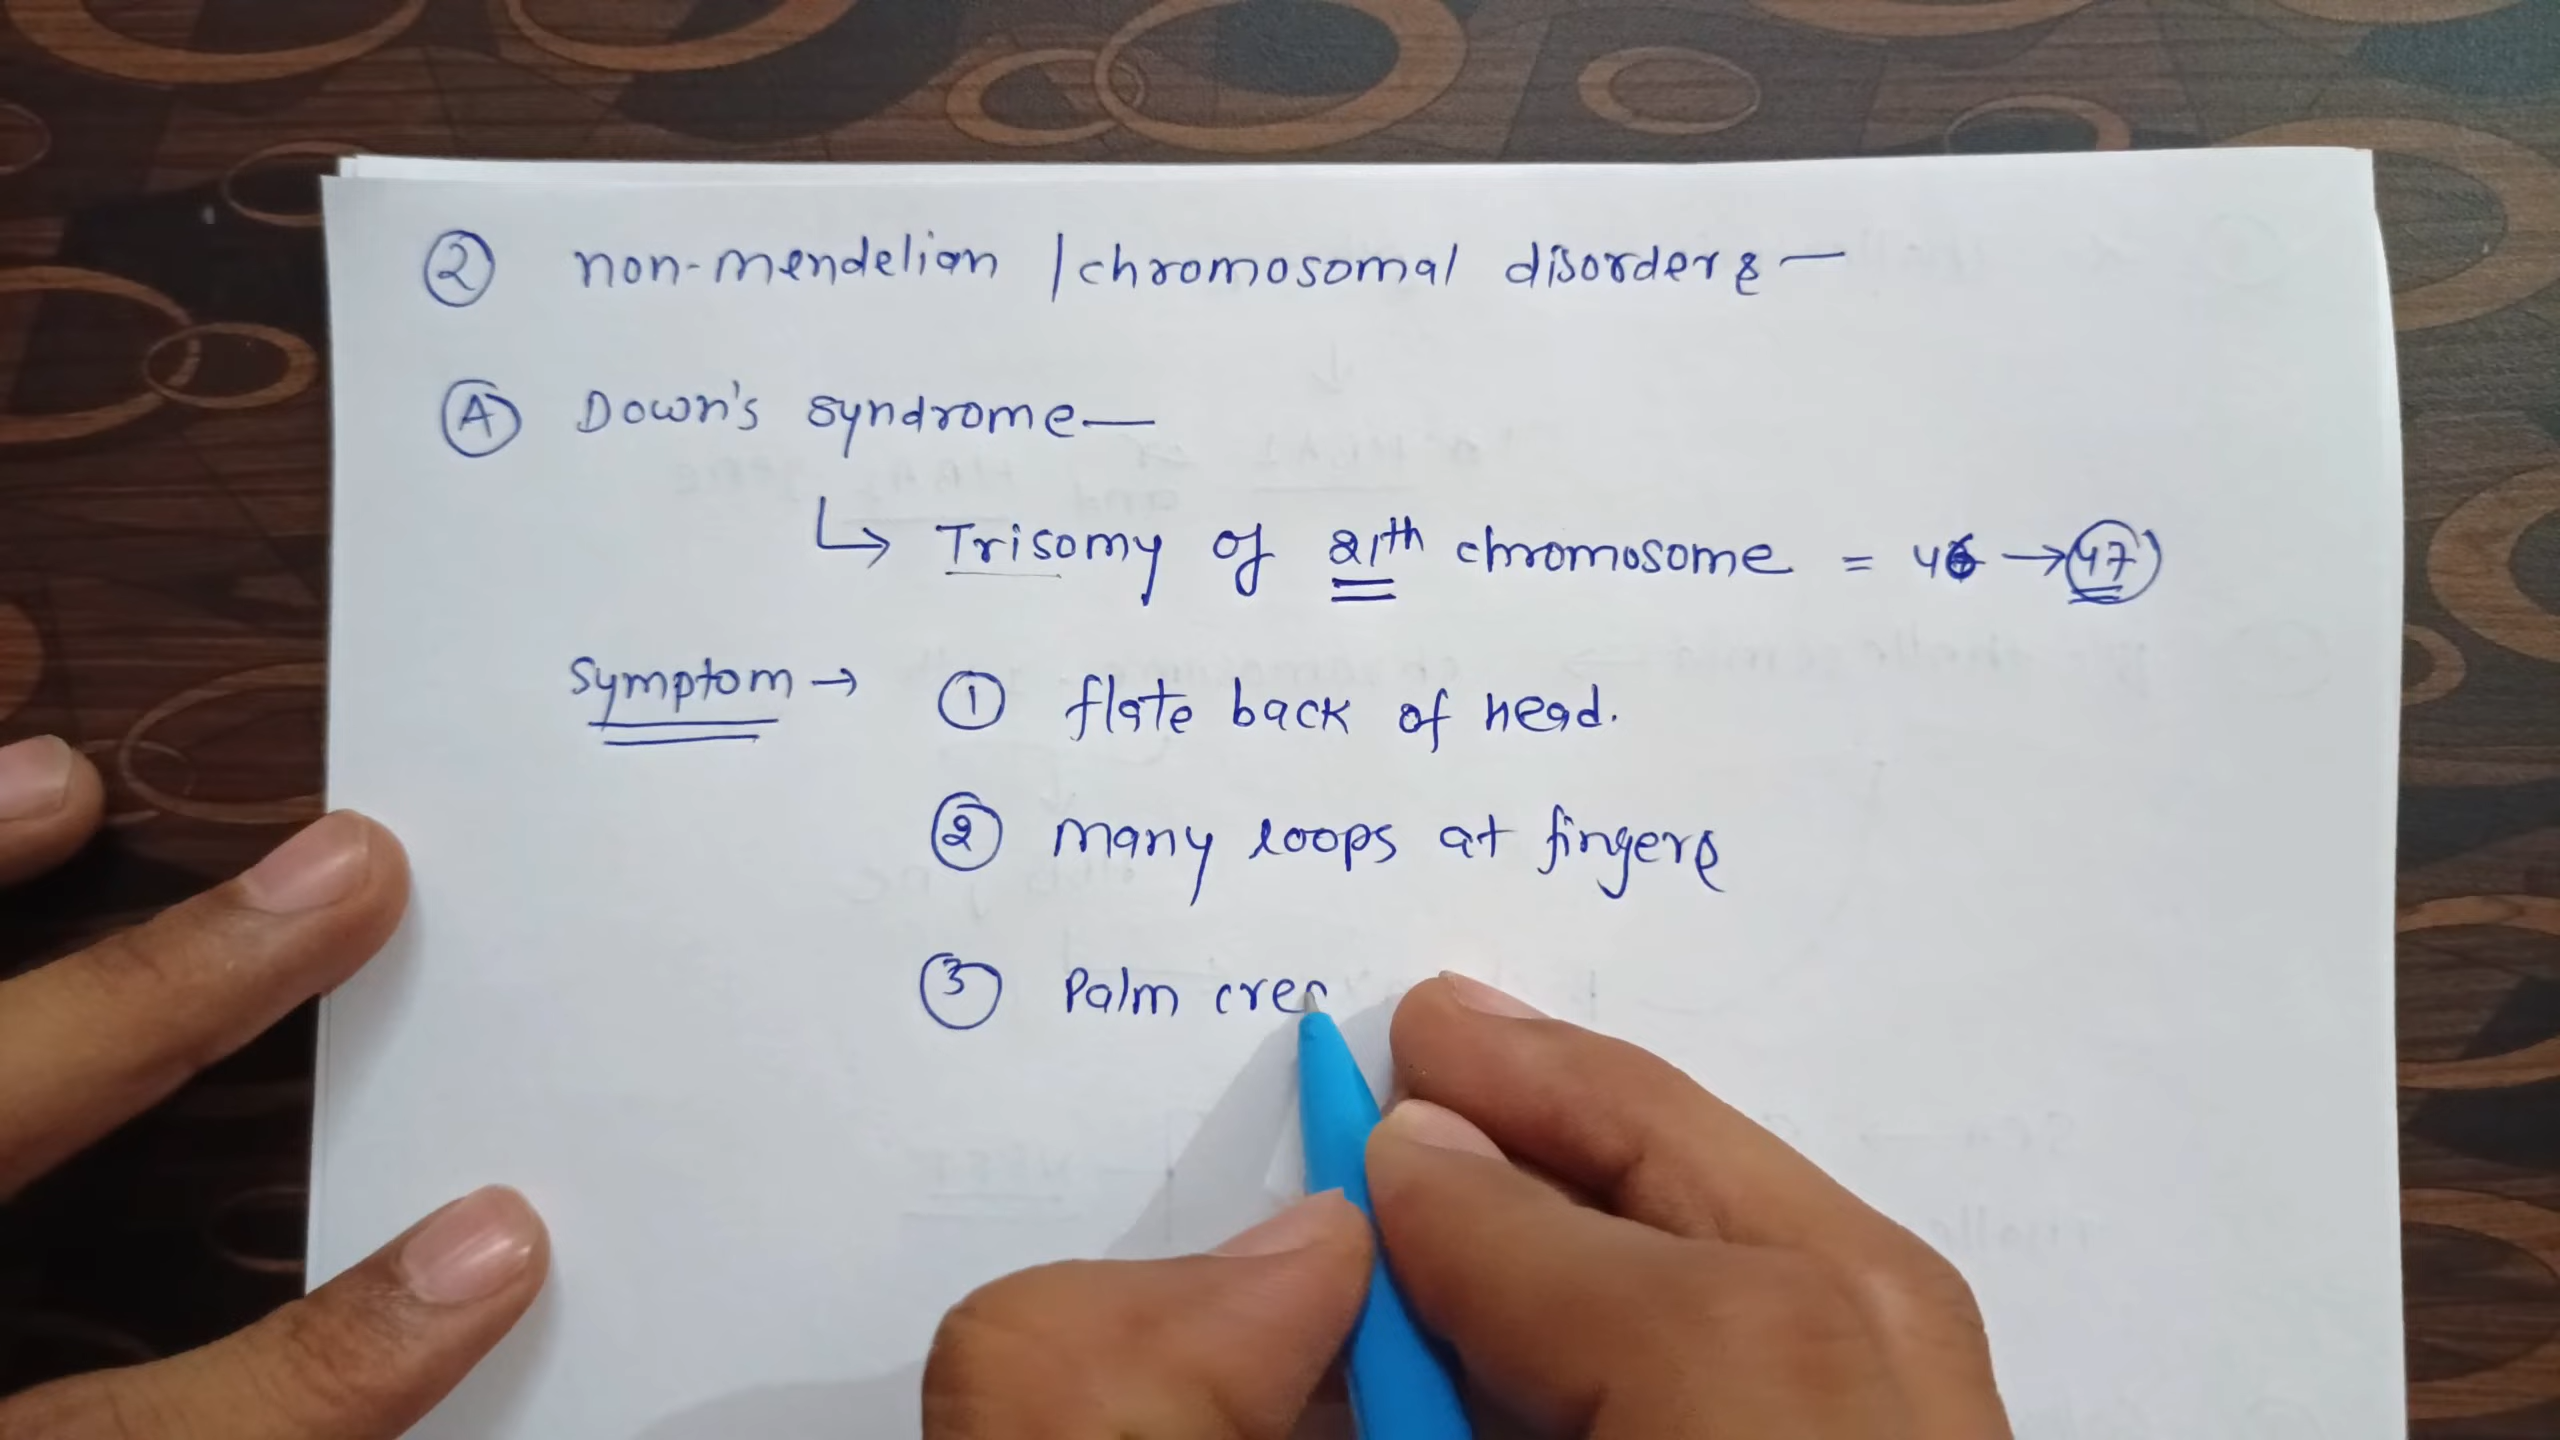 ② non-mendelian / chromosomal disorders —
Ⓐ Down's syndrome —
↳ Trisomy of 21th chromosome = 46 → 47
Symptom → ① flate back of head.
② many loops at fingers
③ Palm crea